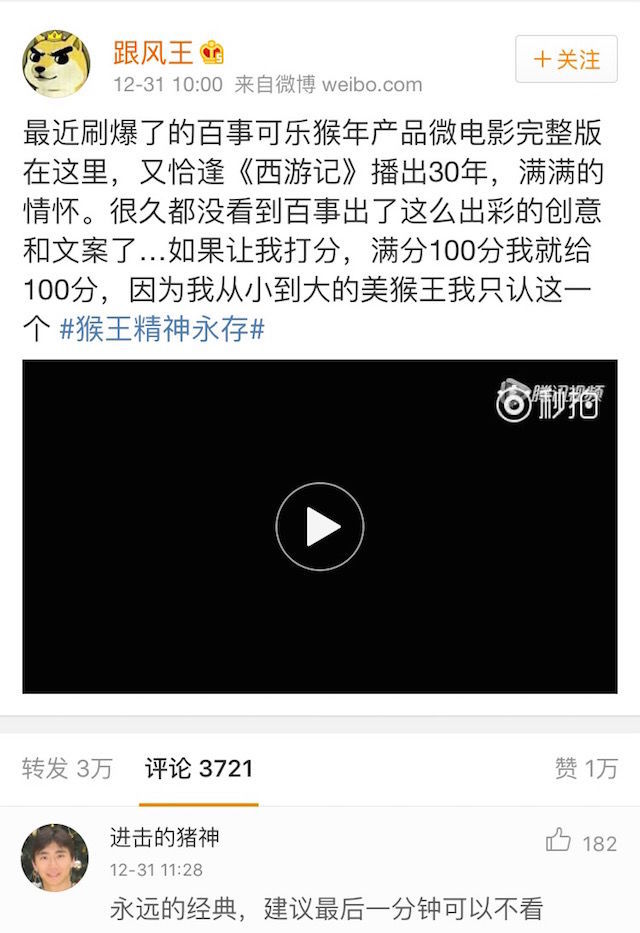 跟风王
12-31 10:00 来自微博 weibo.com
+关注
最近刷爆了的百事可乐猴年产品微电影完整版
在这里，又恰逢《西游记》播出30年，满满的
情怀。很久都没看到百事出了这么出彩的创意
和文案了...如果让我打分，满分100分我就给
100分，因为我从小到大的美猴王我只认这一
个 #猴王精神永存#
腾讯视频
秒拍
转发 3万 评论 3721 赞 1万
进击的猪神
182
12-31 11:28
永远的经典，建议最后一分钟可以不看